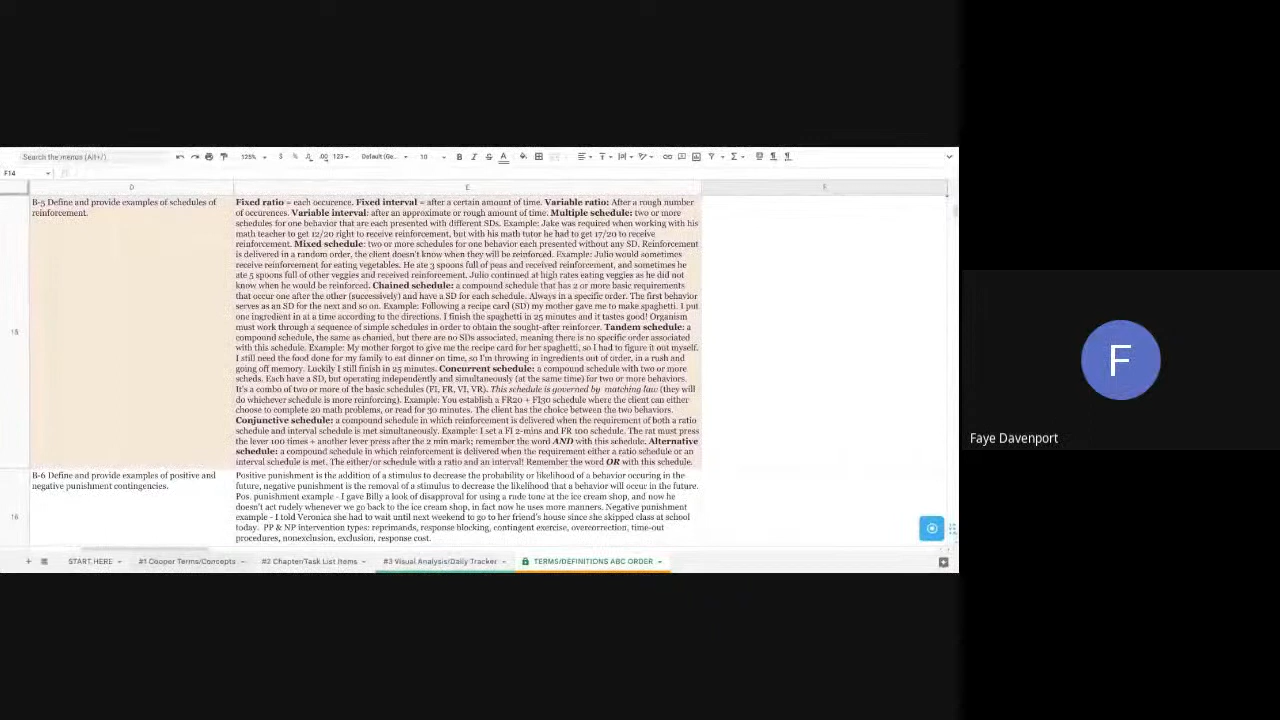 Search the menus (Alt+/)
125%
$ % .0 .00 123
Default (Ge...
10
B I S A
F14
D E F
B-5 Define and provide examples of schedules of
reinforcement.
15
Fixed ratio = each occurence. Fixed interval = after a certain amount of time. Variable ratio: After a rough number
of occurences. Variable interval: after an approximate or rough amount of time. Multiple schedule: two or more
schedules for one behavior that are each presented with different SDs. Example: Jake was required when working with his
math teacher to get 12/20 right to receive reinforcement, but with his math tutor he had to get 17/20 to receive
reinforcement. Mixed schedule: two or more schedules for one behavior each presented without any SD. Reinforcement
is delivered in a random order, the client doesn't know when they will be reinforced. Example: Julio would sometimes
receive reinforcement for eating vegetables. He ate 3 spoons full of peas and received reinforcement, and sometimes he
ate 5 spoons full of other veggies and received reinforcement. Julio continued at high rates eating veggies as he did not
know when he would be reinforced. Chained schedule: a compound schedule that has 2 or more basic requirements
that occur one after the other (successively) and have a SD for each schedule. Always in a specific order. The first behavior
serves as an SD for the next and so on. Example: Following a recipe card (SD) my mother gave me to make spaghetti. I put
one ingredient in at a time according to the directions. I finish the spaghetti in 25 minutes and it tastes good! Organism
must work through a sequence of simple schedules in order to obtain the sought-after reinforcer. Tandem schedule: a
compound schedule, the same as chanied, but there are no SDs associated, meaning there is no specific order associated
with this schedule. Example: My mother forgot to give me the recipe card for her spaghetti, so I had to figure it out myself.
I still need the food done for my family to eat dinner on time, so I'm throwing in ingredients out of order, in a rush and
going off memory. Luckily I still finish in 25 minutes. Concurrent schedule: a compound schedule with two or more
scheds. Each have a SD, but operating independently and simultaneously (at the same time) for two or more behaviors.
It's a combo of two or more of the basic schedules (FI, FR, VI, VR). This schedule is governed by matching law (they will
do whichever schedule is more reinforcing). Example: You establish a FR20 + FI30 schedule where the client can either
choose to complete 20 math problems, or read for 30 minutes. The client has the choice between the two behaviors.
Conjunctive schedule: a compound schedule in which reinforcement is delivered when the requirement of both a ratio
schedule and interval schedule is met simultaneously. Example: I set a FI 2-mins and FR 100 schedule. The rat must press
the lever 100 times + another lever press after the 2 min mark; remember the word AND with this schedule. Alternative
schedule: a compound schedule in which reinforcement is delivered when the requirement either a ratio schedule or an
interval schedule is met. The either/or schedule with a ratio and an interval! Remember the word OR with this schedule.
B-6 Define and provide examples of positive and
negative punishment contingencies.
16
Positive punishment is the addition of a stimulus to decrease the probability or likelihood of a behavior occuring in the
future, negative punishment is the removal of a stimulus to decrease the likelihood that a behavior will occur in the future.
Pos. punishment example - I gave Billy a look of disapproval for using a rude tone at the ice cream shop, and now he
doesn't act rudely whenever we go back to the ice cream shop, in fact now he uses more manners. Negative punishment
example - I told Veronica she had to wait until next weekend to go to her friend's house since she skipped class at school
today. PP & NP intervention types: reprimands, response blocking, contingent exercise, overcorrection, time-out
procedures, nonexclusion, exclusion, response cost.
START HERE
#1 Cooper Terms/Concepts
#2 Chapter/Task List Items
#3 Visual Analysis/Daily Tracker
TERMS/DEFINITIONS ABC ORDER
F
Faye Davenport